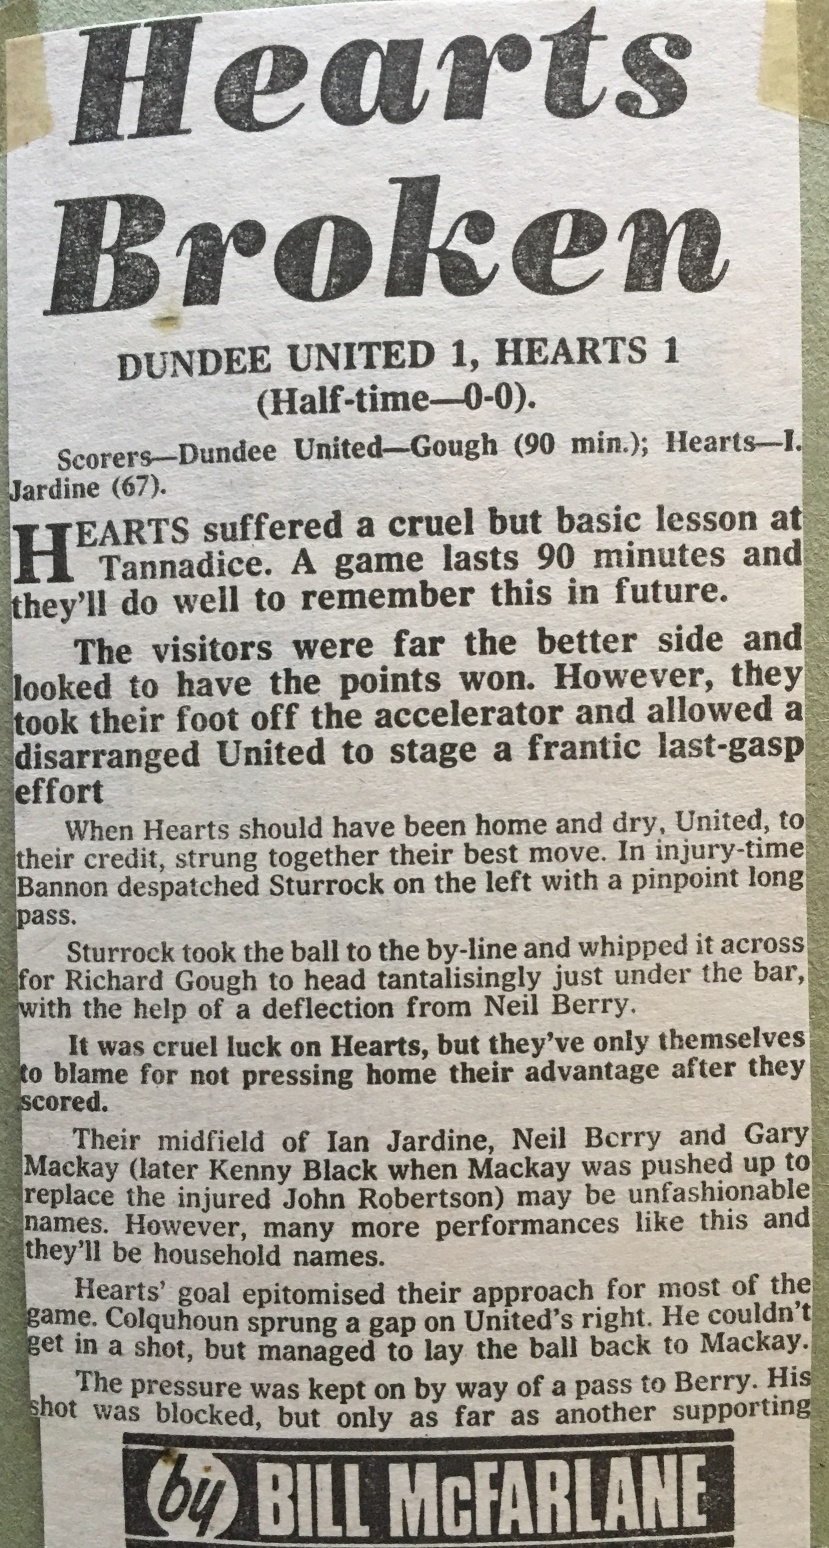 Hearts
Broken
DUNDEE UNITED 1, HEARTS 1
(Half-time—0-0).
Scorers—Dundee United—Gough (90 min.); Hearts—I.
Jardine (67).
HEARTS suffered a cruel but basic lesson at
Tannadice. A game lasts 90 minutes and
they'll do well to remember this in future.
The visitors were far the better side and
looked to have the points won. However, they
took their foot off the accelerator and allowed a
disarranged United to stage a frantic last-gasp
effort
When Hearts should have been home and dry, United, to
their credit, strung together their best move. In injury-time
Bannon despatched Sturrock on the left with a pinpoint long
pass.
Sturrock took the ball to the by-line and whipped it across
for Richard Gough to head tantalisingly just under the bar,
with the help of a deflection from Neil Berry.
It was cruel luck on Hearts, but they've only themselves
to blame for not pressing home their advantage after they
scored.
Their midfield of Ian Jardine, Neil Berry and Gary
Mackay (later Kenny Black when Mackay was pushed up to
replace the injured John Robertson) may be unfashionable
names. However, many more performances like this and
they'll be household names.
Hearts' goal epitomised their approach for most of the
game. Colquhoun sprung a gap on United's right. He couldn't
get in a shot, but managed to lay the ball back to Mackay.
The pressure was kept on by way of a pass to Berry. His
shot was blocked, but only as far as another supporting
by BILL McFARLANE